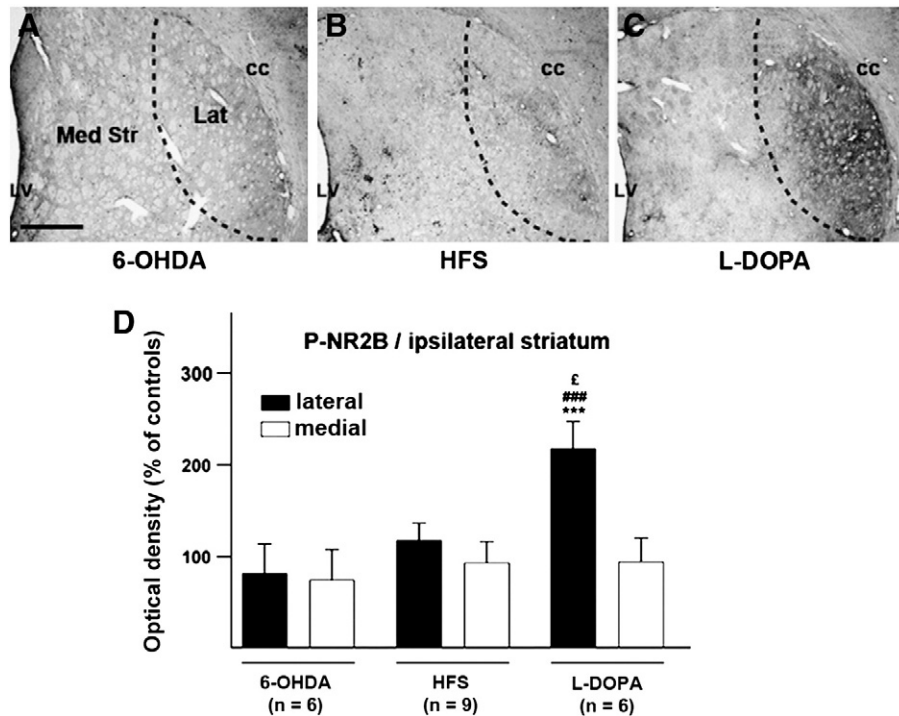 A B C
cc cc cc
Lat
Med Str
LV LV LV
6-OHDA HFS L-DOPA
D
P-NR2B / ipsilateral striatum
Optical density (% of controls)
300
200
100
lateral
medial
£
###
***
6-OHDA HFS L-DOPA
(n = 6) (n = 9) (n = 6)